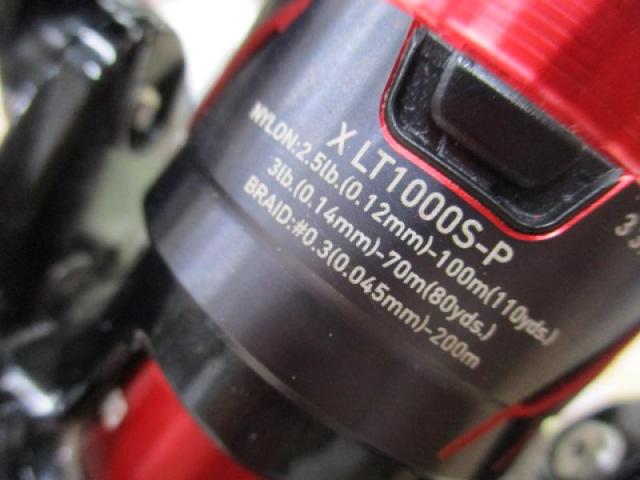 X LT1000S-P
NYLON:2.5lb.(0.12mm)-100m(110yds.)
3lb.(0.14mm)-70m(80yds.)
BRAID:#0.3(0.045mm)-200m
3